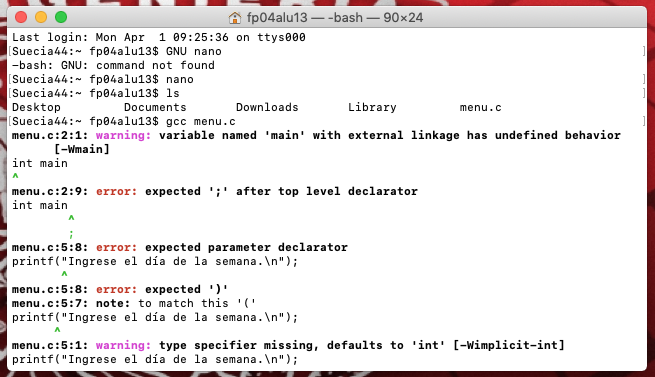 fp04alu13 — -bash — 90×24
Last login: Mon Apr  1 09:25:36 on ttys000
[Suecia44:~ fp04alu13$ GNU nano ]
-bash: GNU: command not found
[Suecia44:~ fp04alu13$ nano ]
[Suecia44:~ fp04alu13$ ls ]
Desktop         Documents       Downloads       Library         menu.c
[Suecia44:~ fp04alu13$ gcc menu.c ]
menu.c:2:1: warning: variable named 'main' with external linkage has undefined behavior
      [-Wmain]
int main
^
menu.c:2:9: error: expected ';' after top level declarator
int main
        ^
        ;
menu.c:5:8: error: expected parameter declarator
printf("Ingrese el día de la semana.\n");
       ^
menu.c:5:8: error: expected ')'
menu.c:5:7: note: to match this '('
printf("Ingrese el día de la semana.\n");
      ^
menu.c:5:1: warning: type specifier missing, defaults to 'int' [-Wimplicit-int]
printf("Ingrese el día de la semana.\n");